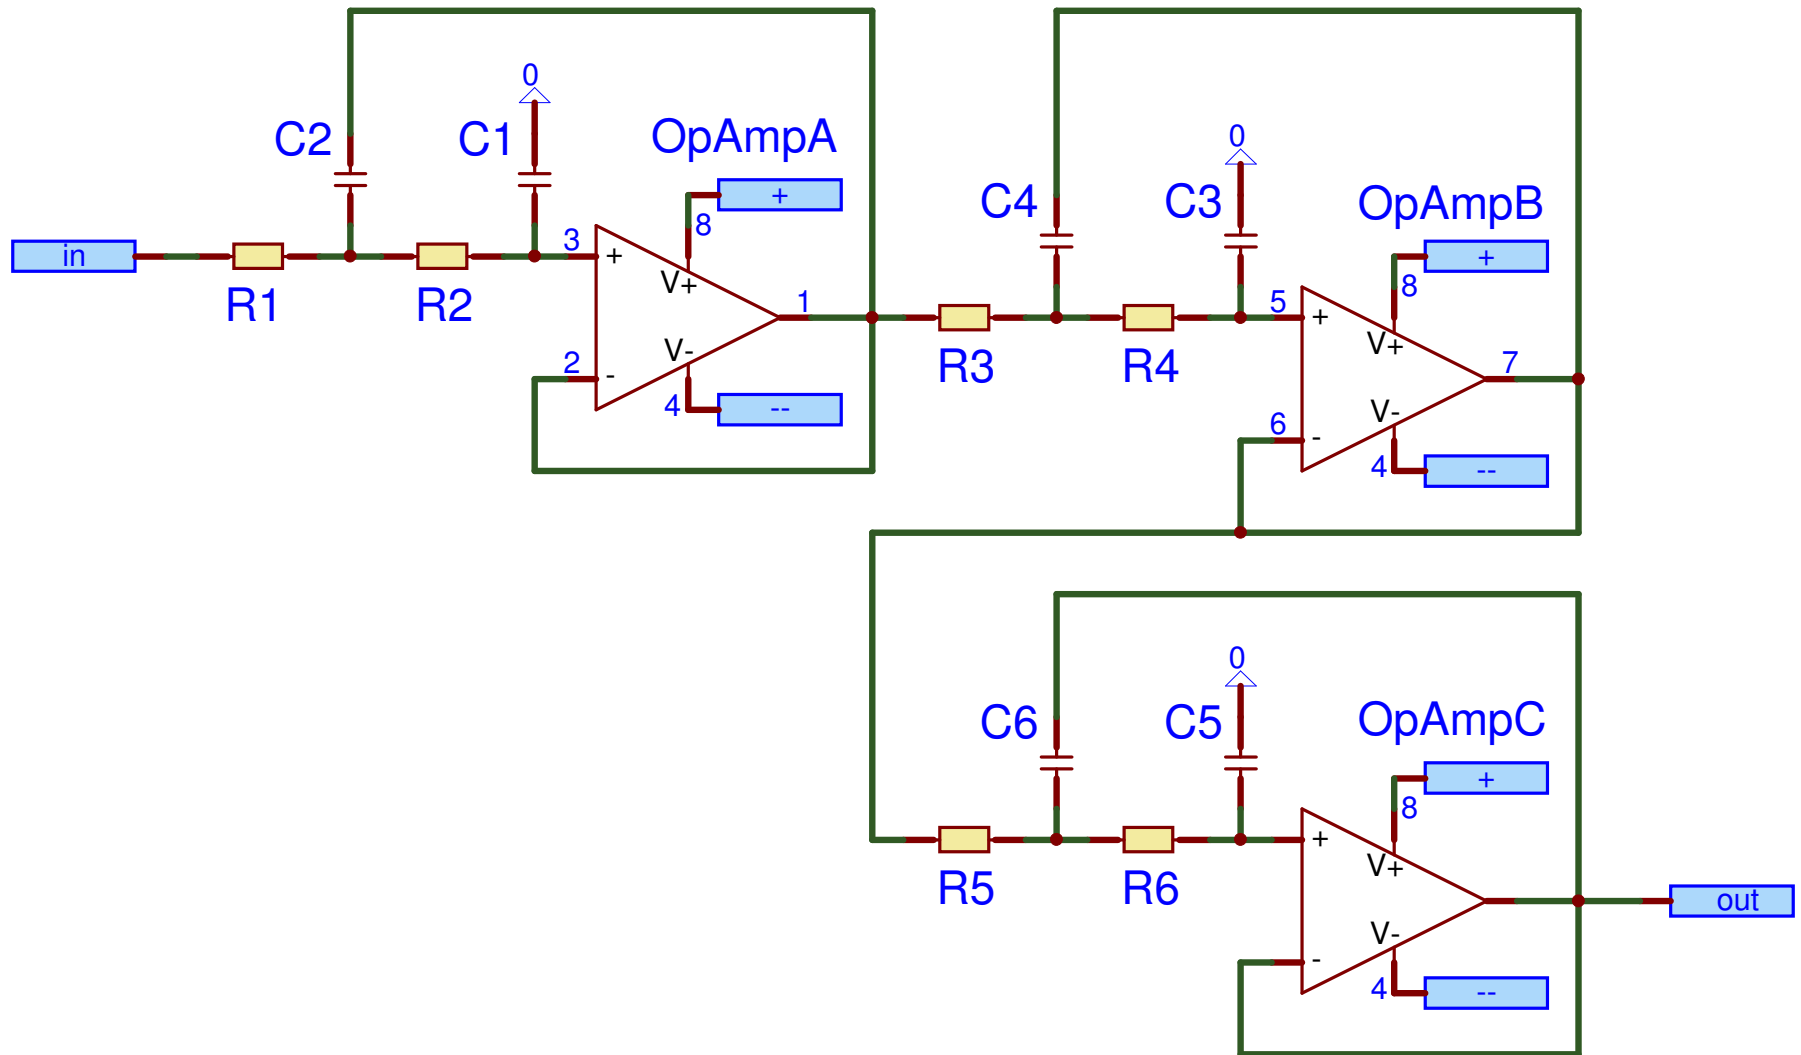 0
C2
C1
OpAmpA
+
8
in
3
+
V+
R1
R2
1
2
-
V-
4
--
0
C4
C3
OpAmpB
+
8
5
+
V+
R3
R4
7
6
-
V-
4
--
0
C6
C5
OpAmpC
+
8
+
V+
R5
R6
out
-
V-
4
--